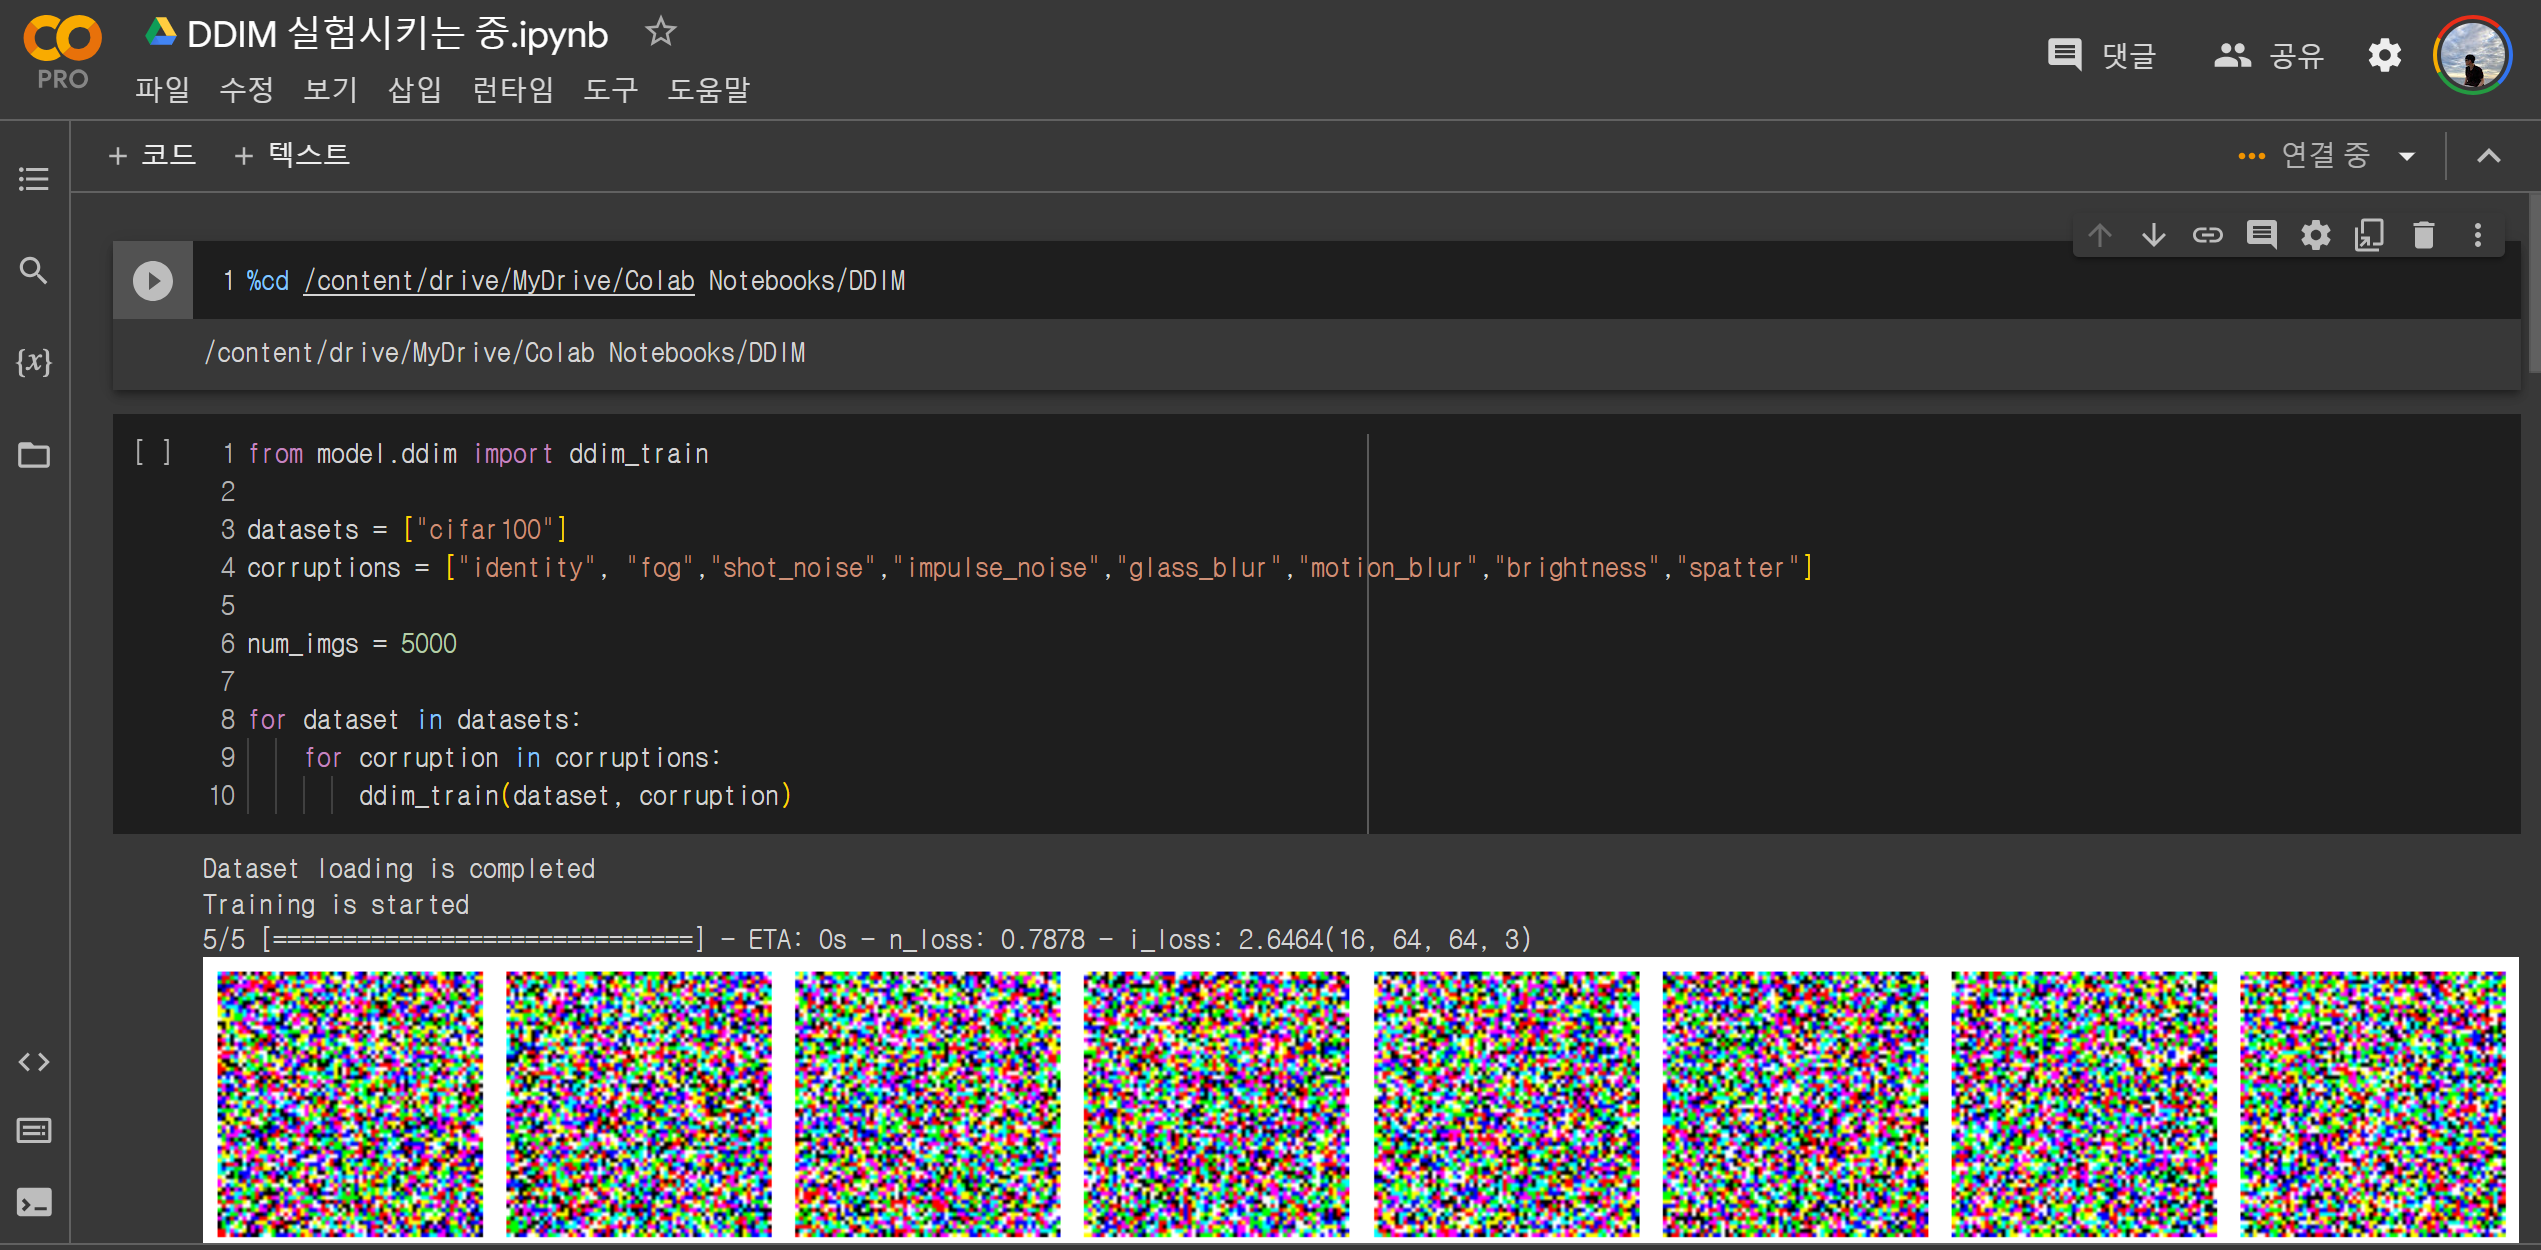 DDIM 실험시키는 중.ipynb
PRO
파일 수정 보기 삽입 런타임 도구 도움말
댓글 공유
+ 코드 + 텍스트
연결 중
{x}
1 %cd /content/drive/MyDrive/Colab Notebooks/DDIM
/content/drive/MyDrive/Colab Notebooks/DDIM
[ ]
1 from model.ddim import ddim_train
2
3 datasets = ["cifar100"]
4 corruptions = ["identity", "fog","shot_noise","impulse_noise","glass_blur","motion_blur","brightness","spatter"]
5
6 num_imgs = 5000
7
8 for dataset in datasets:
9 for corruption in corruptions:
10 ddim_train(dataset, corruption)
Dataset loading is completed
Training is started
5/5 [==============================] - ETA: 0s - n_loss: 0.7878 - i_loss: 2.6464(16, 64, 64, 3)